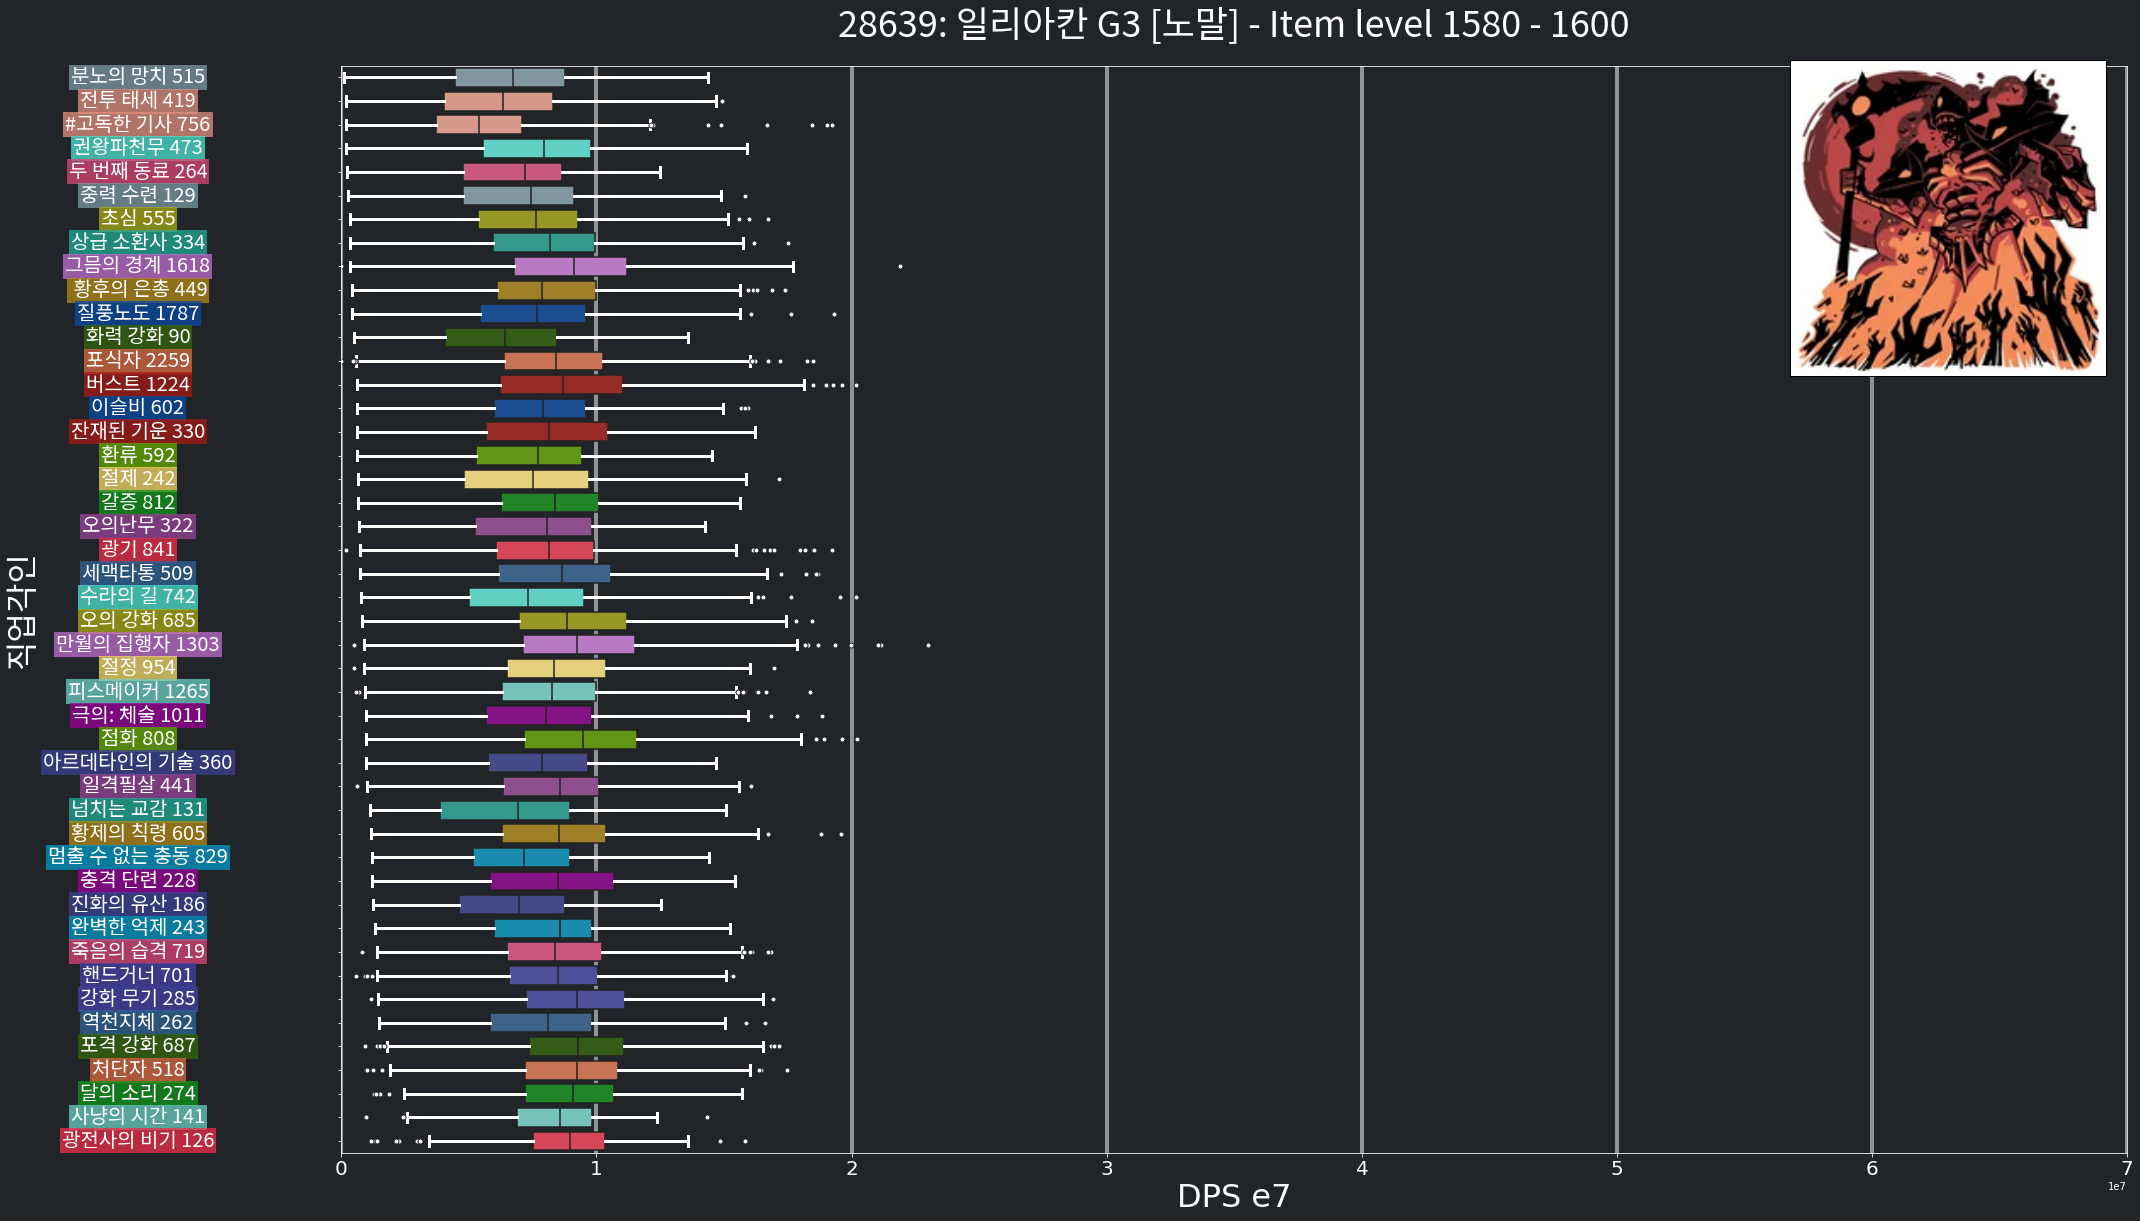 28639: 일리아칸 G3 [노말] - Item level 1580 - 1600
직업각인
분노의 망치 515
전투 태세 419
#고독한 기사 756
권왕파천무 473
두 번째 동료 264
중력 수련 129
초심 555
상급 소환사 334
그믐의 경계 1618
황후의 은총 449
질풍노도 1787
화력 강화 90
포식자 2259
버스트 1224
이슬비 602
잔재된 기운 330
환류 592
절제 242
갈증 812
오의난무 322
광기 841
세맥타통 509
수라의 길 742
오의 강화 685
만월의 집행자 1303
절정 954
피스메이커 1265
극의: 체술 1011
점화 808
아르데타인의 기술 360
일격필살 441
넘치는 교감 131
황제의 칙령 605
멈출 수 없는 충동 829
충격 단련 228
진화의 유산 186
완벽한 억제 243
죽음의 습격 719
핸드거너 701
강화 무기 285
역천지체 262
포격 강화 687
처단자 518
달의 소리 274
사냥의 시간 141
광전사의 비기 126
0 1 2 3 4 5 6 7
DPS e7
1e7